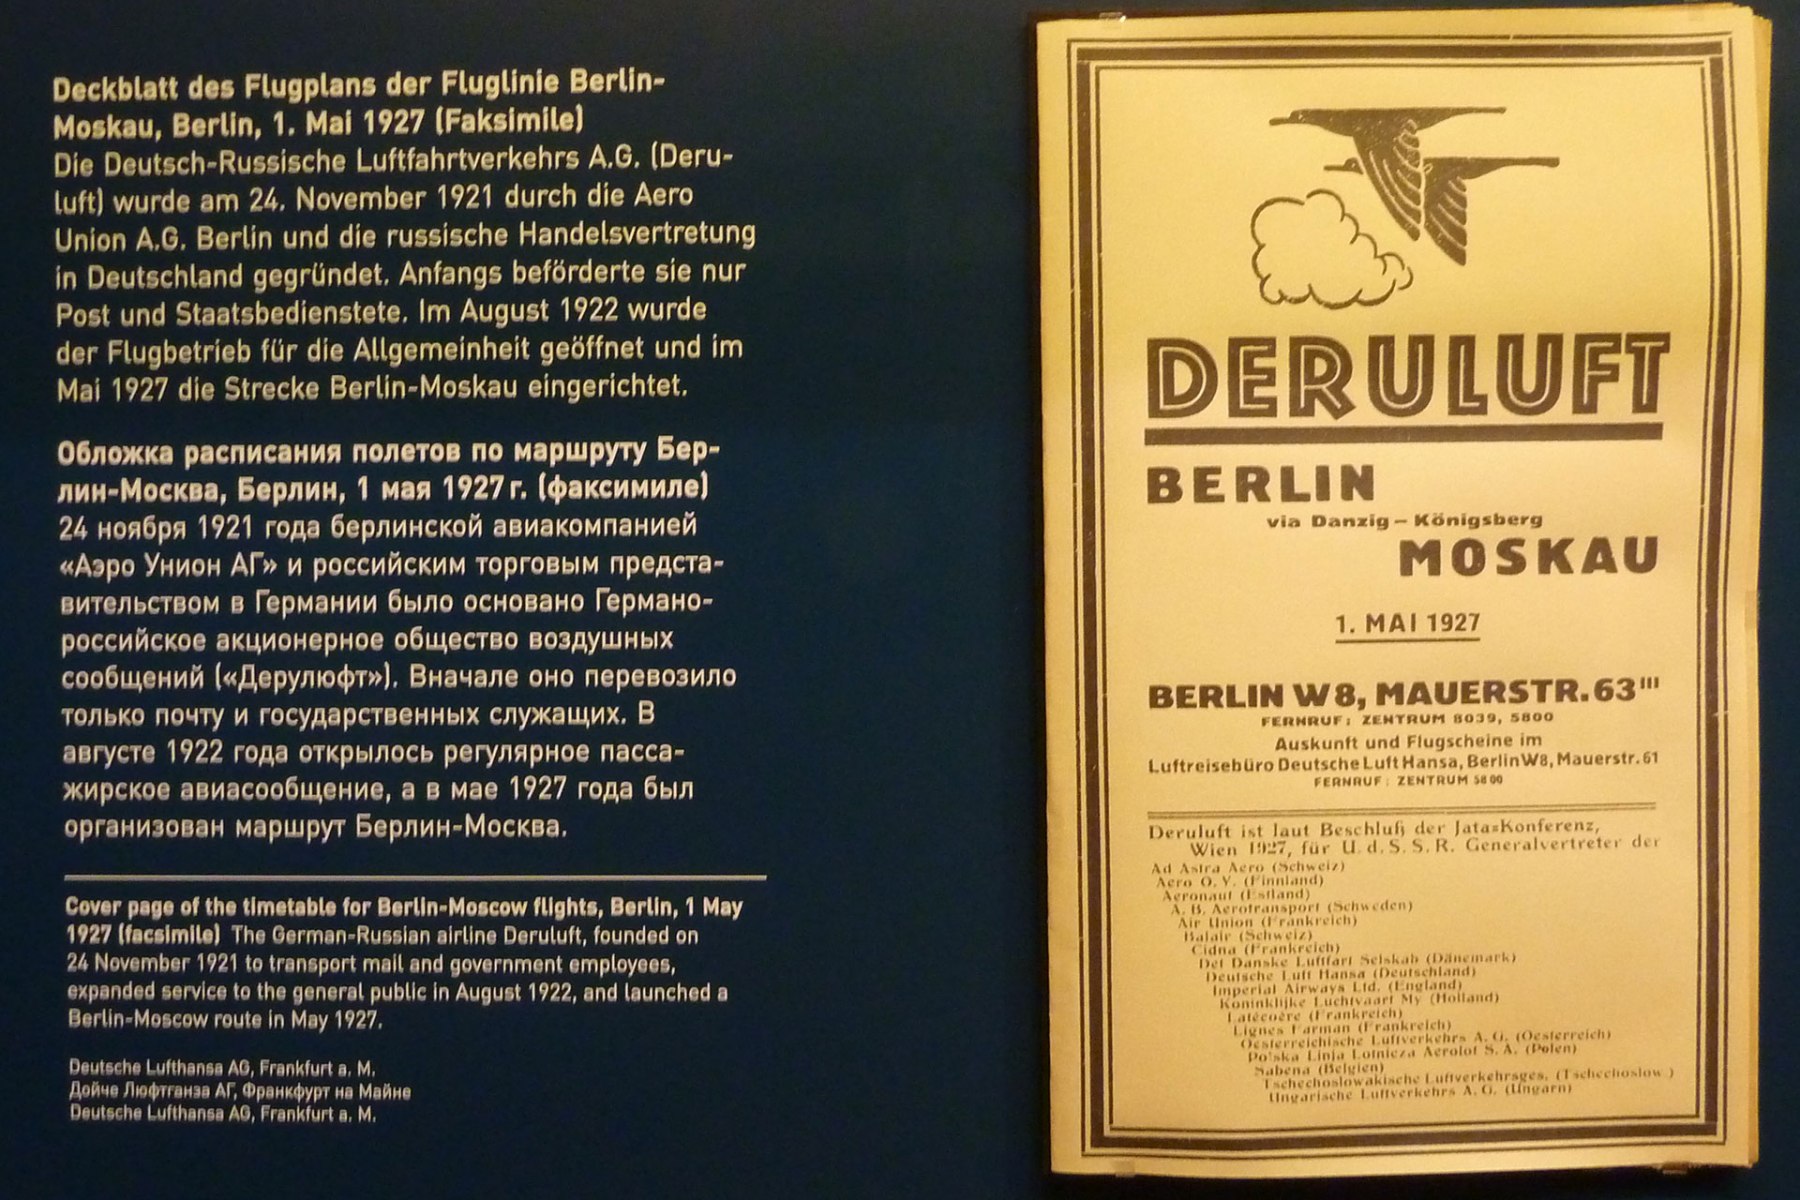 Deckblatt des Flugplans der Fluglinie Berlin-
Moskau, Berlin, 1. Mai 1927 (Faksimile)
Die Deutsch-Russische Luftfahrtverkehrs A.G. (Deru-
luft) wurde am 24. November 1921 durch die Aero
Union A.G. Berlin und die russische Handelsvertretung
in Deutschland gegründet. Anfangs beförderte sie nur
Post und Staatsbedienstete. Im August 1922 wurde
der Flugbetrieb für die Allgemeinheit geöffnet und im
Mai 1927 die Strecke Berlin-Moskau eingerichtet.
Обложка расписания полетов по маршруту Бер-
лин-Москва, Берлин, 1 мая 1927 г. (факсимиле)
24 ноября 1921 года берлинской авиакомпанией
«Аэро Унион АГ» и российским торговым предста-
вительством в Германии было основано Германо-
российское акционерное общество воздушных
сообщений («Дерулюфт»). Вначале оно перевозило
только почту и государственных служащих. В
августе 1922 года открылось регулярное пасса-
жирское авиасообщение, а в мае 1927 года был
организован маршрут Берлин-Москва.
Cover page of the timetable for Berlin-Moscow flights, Berlin, 1 May
1927 (facsimile) The German-Russian airline Deruluft, founded on
24 November 1921 to transport mail and government employees,
expanded service to the general public in August 1922, and launched a
Berlin-Moscow route in May 1927.
Deutsche Lufthansa AG, Frankfurt a. M.
Дойче Люфтганза АГ, Франкфурт на Майне
Deutsche Lufthansa AG, Frankfurt a. M.
DERULUFT
BERLIN
via Danzig – Königsberg
MOSKAU
1. MAI 1927
BERLIN W8, MAUERSTR. 63 III
FERNRUF: ZENTRUM 8039, 5800
Auskunft und Flugscheine im
Luftreisebüro Deutsche Luft Hansa, Berlin W8, Mauerstr. 61
FERNRUF: ZENTRUM 5800
Deruluft ist laut Beschluß der Jata=Konferenz,
Wien 1927, für U. d. S. S. R. Generalvertreter der
Ad Astra Aero (Schweiz)
Aero O. Y. (Finnland)
Aeronaut (Estland)
A. B. Aerotransport (Schweden)
Air Union (Frankreich)
Balair (Schweiz)
Cidna (Frankreich)
Det Danske Luftfart Selskab (Dänemark)
Deutsche Luft Hansa (Deutschland)
Imperial Airways Ltd. (England)
Koninklijke Luchtvaart My (Holland)
Latécoère (Frankreich)
Lignes Farman (Frankreich)
Oesterreichische Luftverkehrs A. G. (Oesterreich)
Polska Linja Lotnicza Aerolot S. A. (Polen)
Sabena (Belgien)
Tschechoslowakische Luftverkehrsges. (Tschechoslow.)
Ungarische Luftverkehrs A. G. (Ungarn)